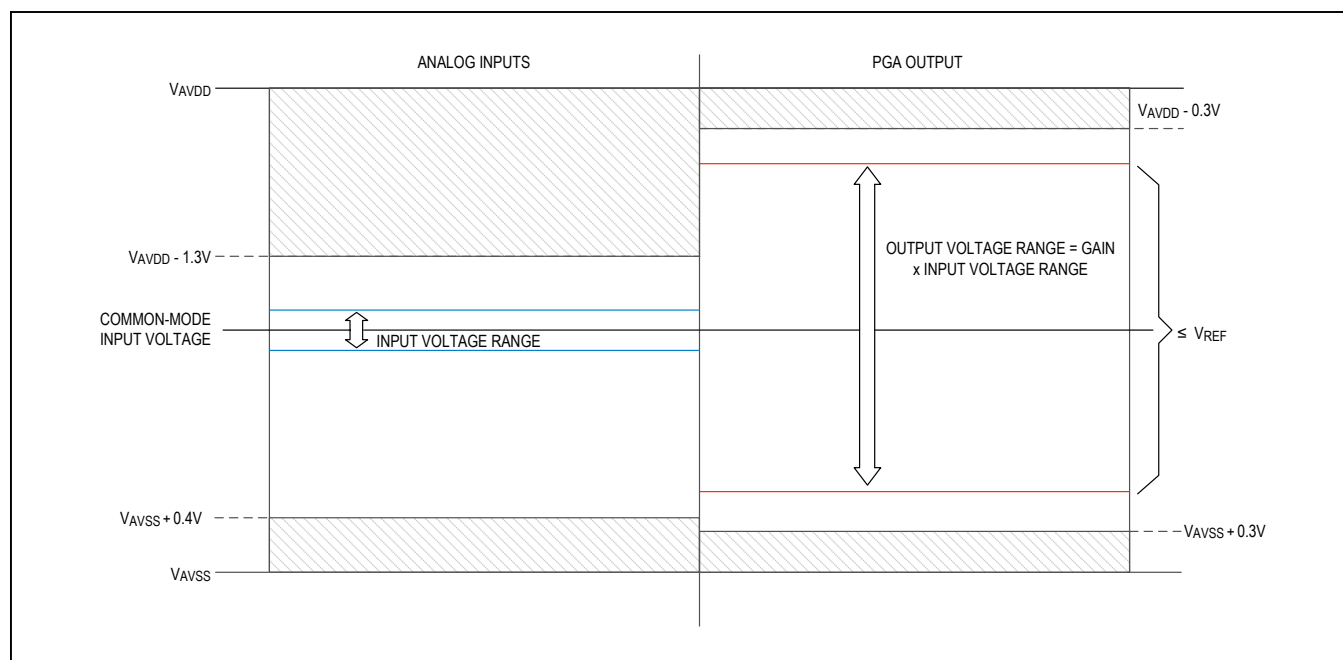 ANALOG INPUTS
PGA OUTPUT
VAVDD
VAVDD - 0.3V
VAVDD - 1.3V
OUTPUT VOLTAGE RANGE = GAIN
x INPUT VOLTAGE RANGE
COMMON-MODE
INPUT VOLTAGE
INPUT VOLTAGE RANGE
≤ VREF
VAVSS + 0.4V
VAVSS + 0.3V
VAVSS